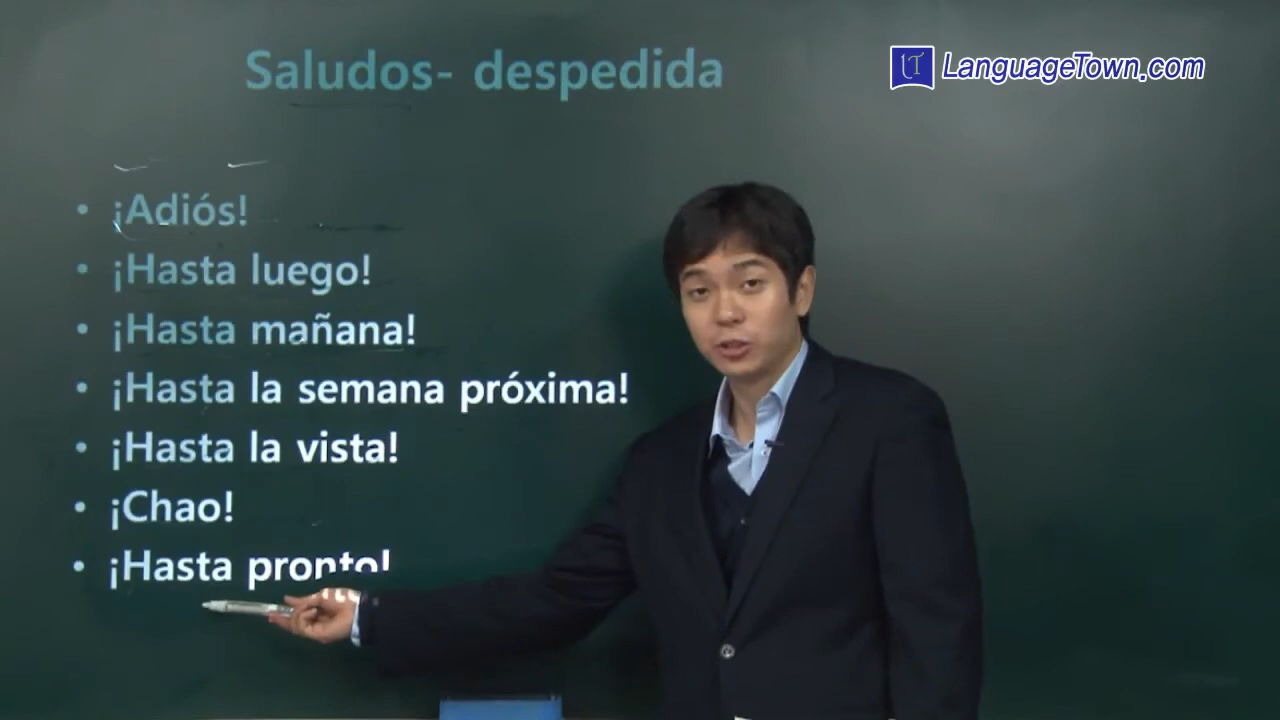 Saludos- despedida
LT LanguageTown.com
• ¡Adiós!
• ¡Hasta luego!
• ¡Hasta mañana!
• ¡Hasta la semana próxima!
• ¡Hasta la vista!
• ¡Chao!
• ¡Hasta pronto!